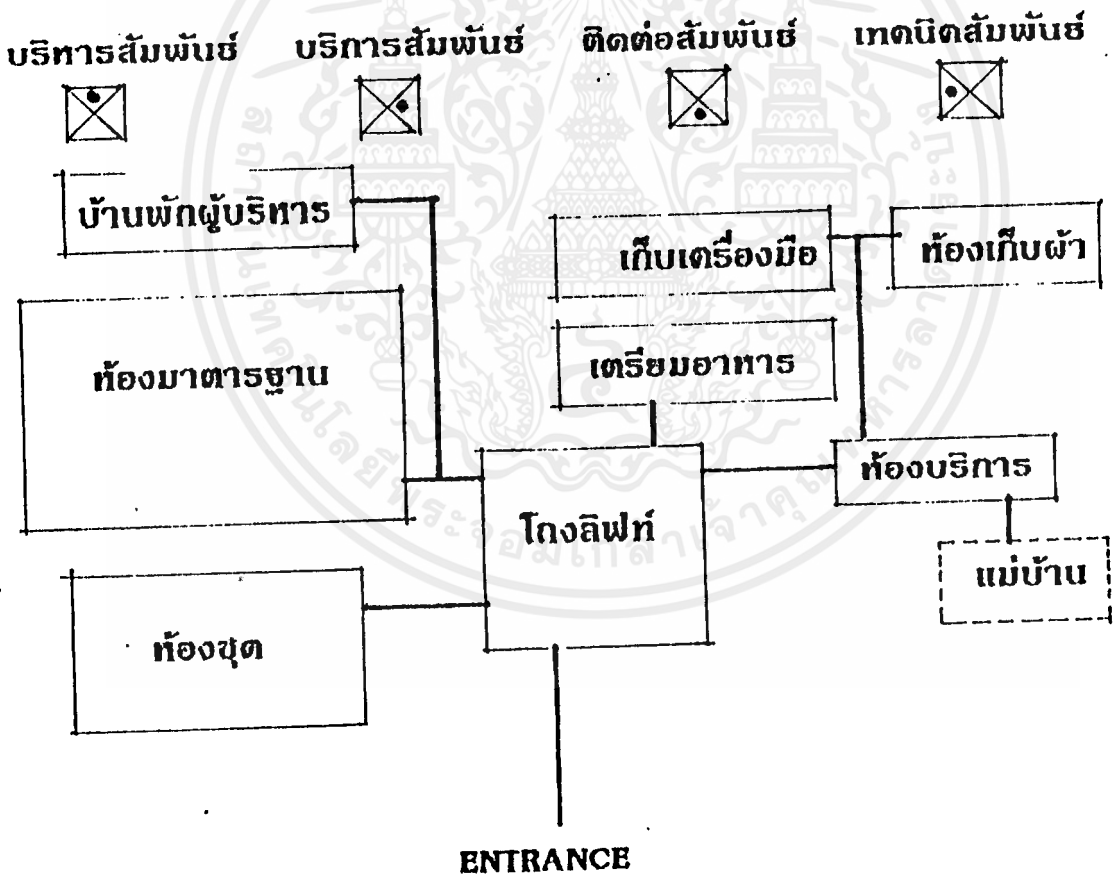 บริหารสัมพันธ์ บริการสัมพันธ์ ติดต่อสัมพันธ์ เทคนิคสัมพันธ์
บ้านพักผู้บริหาร
เก็บเครื่องมือ
ห้องเก็บผ้า
ห้องมาตารฐาน
เตรียมอาหาร
ห้องบริการ
โถงลิฟท์
แม่บ้าน
ห้องชุด
ENTRANCE